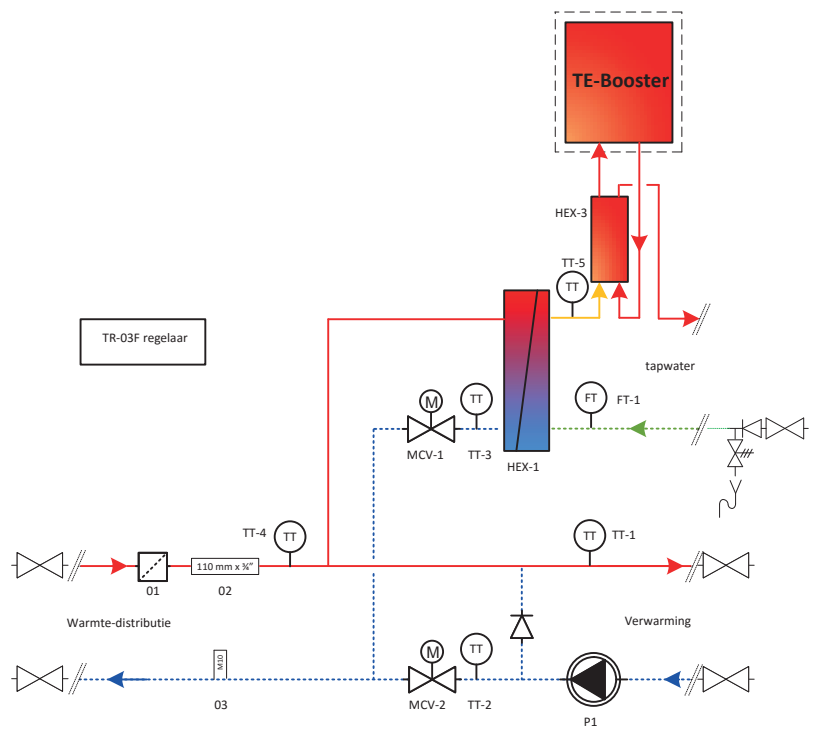 TE-Booster
HEX-3
TT-5
TT
TR-03F regelaar
tapwater
M
TT
FT
FT-1
MCV-1
TT-3
HEX-1
TT-4
TT
TT
TT-1
110 mm x ¾"
01
02
Warmte-distributie
Verwarming
M10
M
TT
03
MCV-2
TT-2
P1